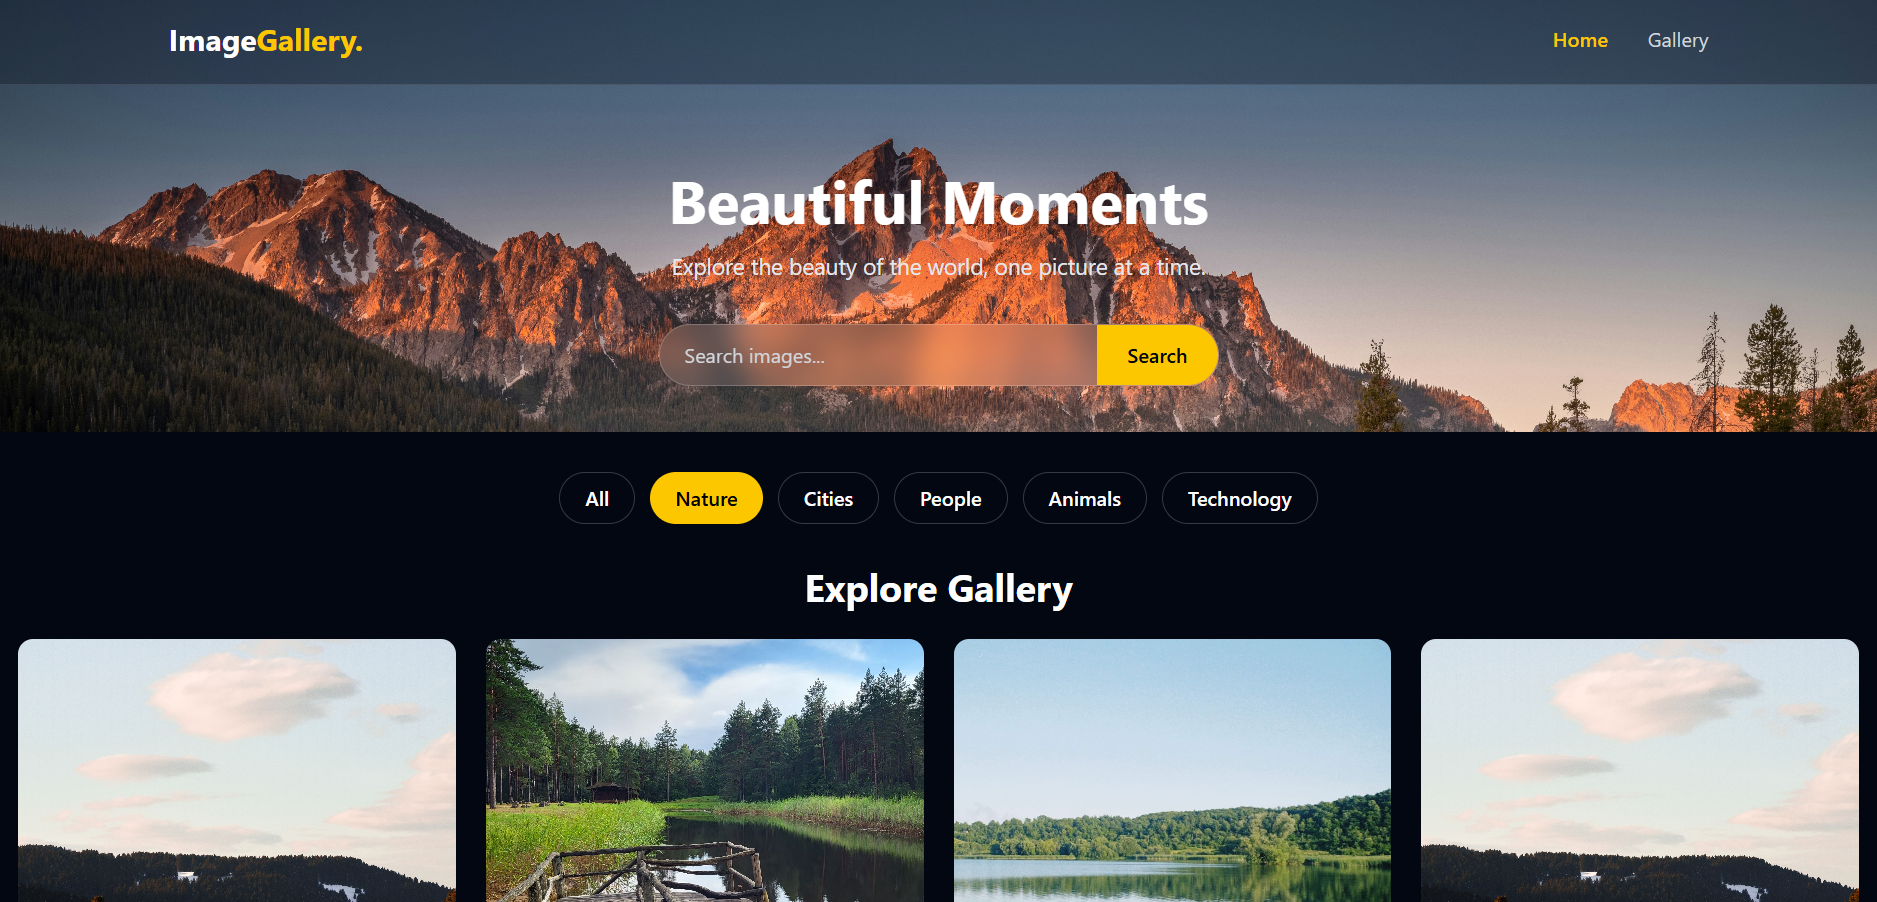 ImageGallery.
Home
Gallery
Beautiful Moments
Explore the beauty of the world, one picture at a time.
Search images...
Search
All
Nature
Cities
People
Animals
Technology
Explore Gallery